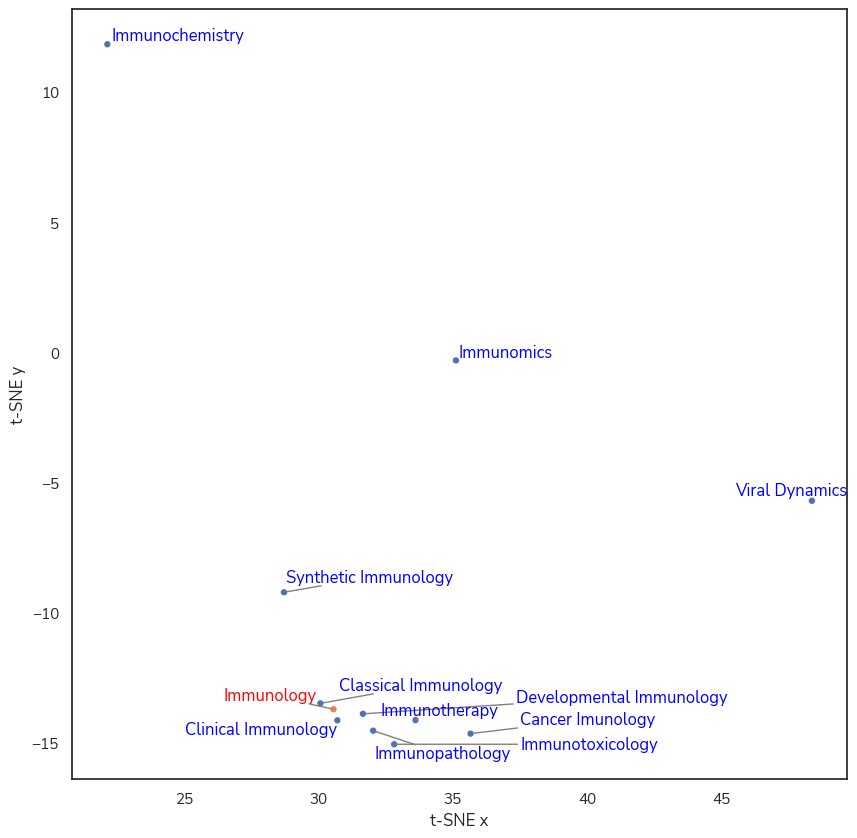 Immunochemistry
10
5
Immunomics
0
t-SNE y
−5
Viral Dynamics
Synthetic Immunology
−10
Classical Immunology
Immunology
Developmental Immunology
Immunotherapy
Cancer Imunology
Clinical Immunology
−15
Immunotoxicology
Immunopathology
25 30 35 40 45
t-SNE x